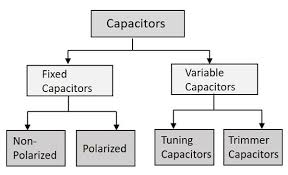 Capacitors
Fixed
Capacitors
Variable
Capacitors
Non-
Polarized
Polarized
Tuning
Capacitors
Trimmer
Capacitors